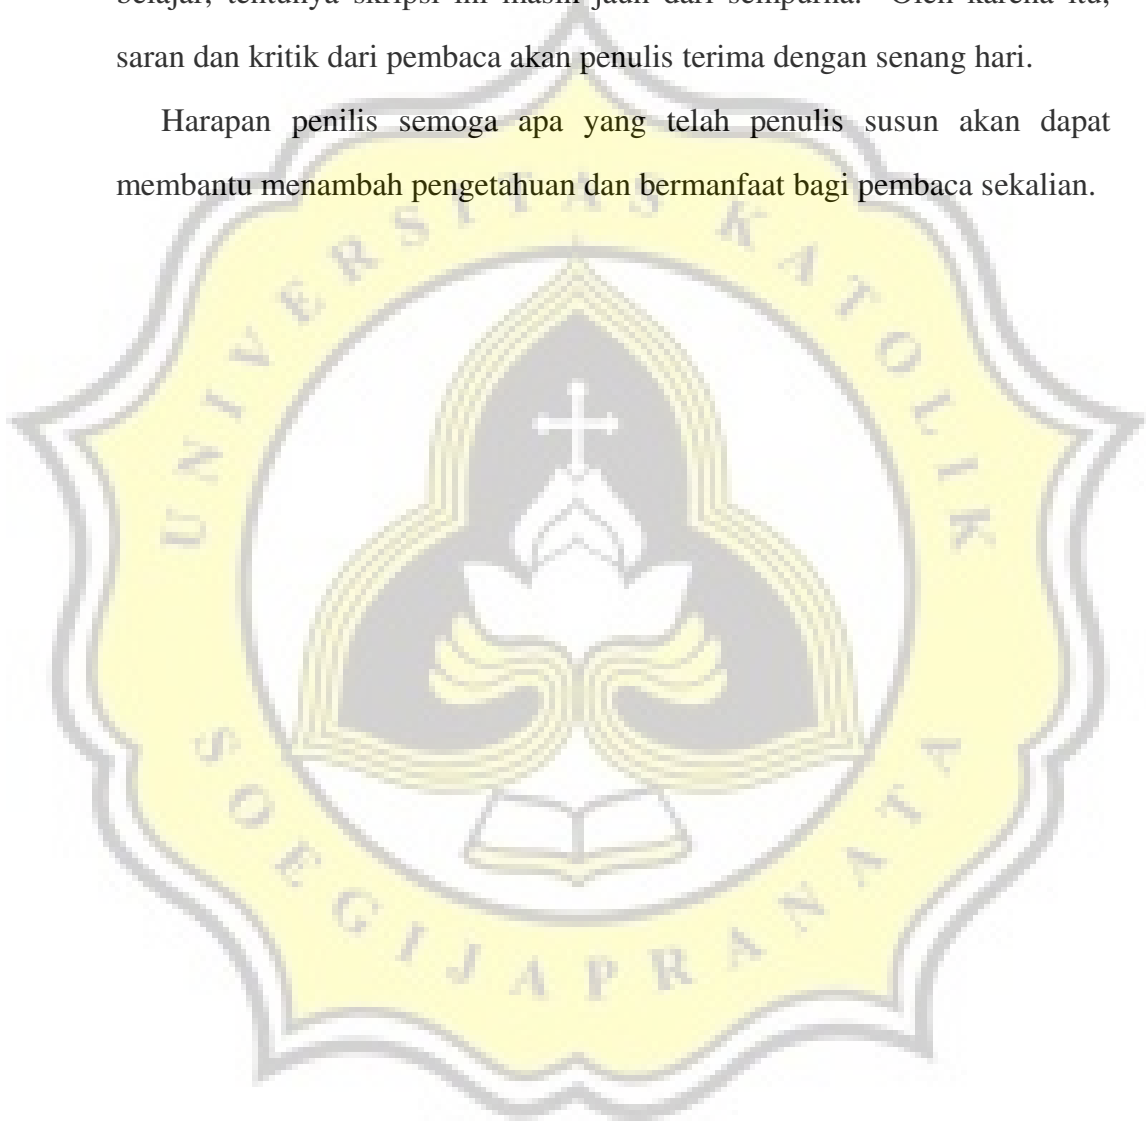 belajar, tentunya skripsi ini masih jauh dari sempurna. Oleh karena itu,
saran dan kritik dari pembaca akan penulis terima dengan senang hari.
Harapan penilis semoga apa yang telah penulis susun akan dapat
membantu menambah pengetahuan dan bermanfaat bagi pembaca sekalian.
UNIVERSITAS KATOLIK
SOEGIJAPRANATA